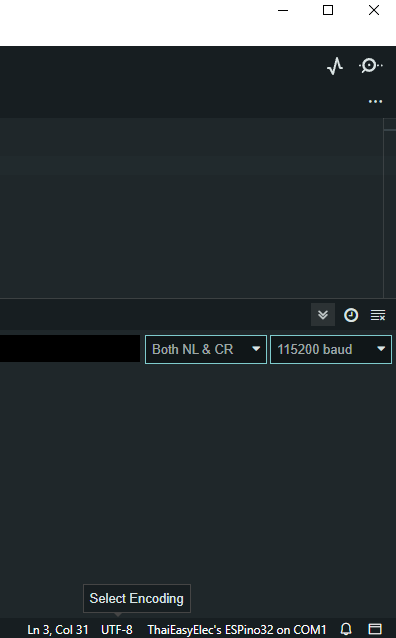 Both NL & CR 115200 baud
Select Encoding
Ln 3, Col 31 UTF-8 ThaiEasyElec's ESPino32 on COM1